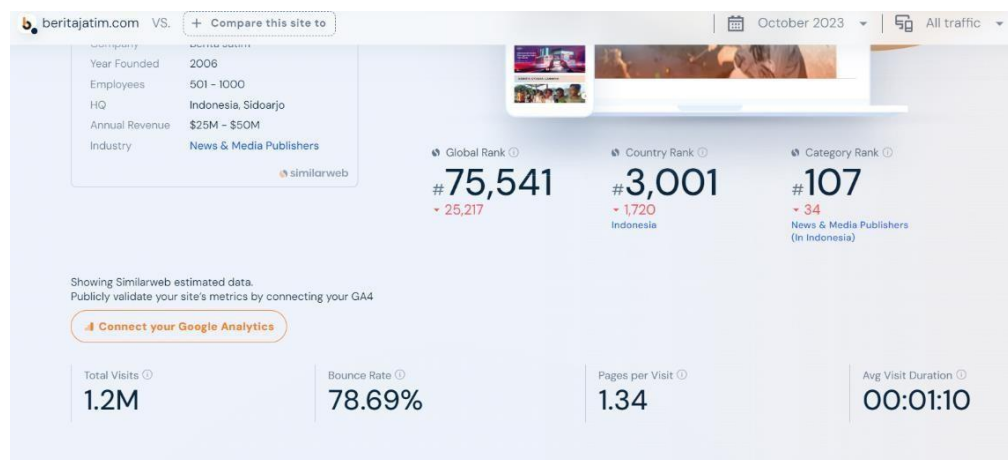 beritajatim.com VS. + Compare this site to
October 2023 All traffic
Company Berita Jatim
Year Founded 2006
Employees 501 - 1000
HQ Indonesia, Sidoarjo
Annual Revenue $25M - $50M
Industry News & Media Publishers
similarweb
Global Rank
#75,541
25,217
Country Rank
#3,001
1,720
Indonesia
Category Rank
#107
34
News & Media Publishers
(In Indonesia)
Showing Similarweb estimated data.
Publicly validate your site's metrics by connecting your GA4
Connect your Google Analytics
Total Visits
1.2M
Bounce Rate
78.69%
Pages per Visit
1.34
Avg Visit Duration
00:01:10